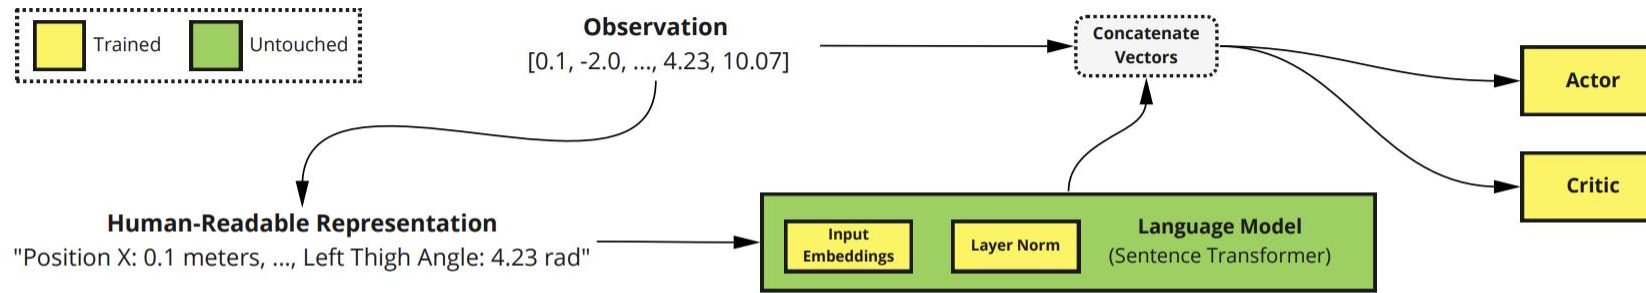 Trained
Untouched
Observation
[0.1, -2.0, ..., 4.23, 10.07]
Concatenate
Vectors
Actor
Critic
Human-Readable Representation
"Position X: 0.1 meters, ..., Left Thigh Angle: 4.23 rad"
Input
Embeddings
Layer Norm
Language Model
(Sentence Transformer)